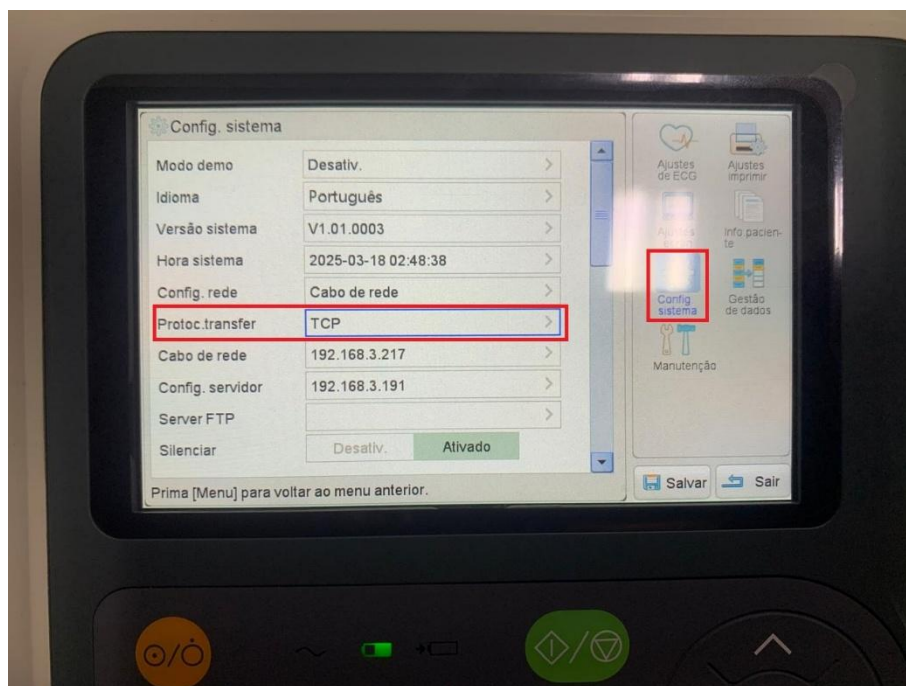 Config. sistema
Modo demo Desativ.
Idioma Português
Versão sistema V1.01.0003
Hora sistema 2025-03-18 02:48:38
Config. rede Cabo de rede
Protoc.transfer TCP
Cabo de rede 192.168.3.217
Config. servidor 192.168.3.191
Server FTP
Silenciar Desativ. Ativado
Prima [Menu] para voltar ao menu anterior.
Ajustes
de ECG
Ajustes
imprimir
Ajustes
Info pacien-
te
Config
sistema
Gestão
de dados
Manutenção
Salvar Sair